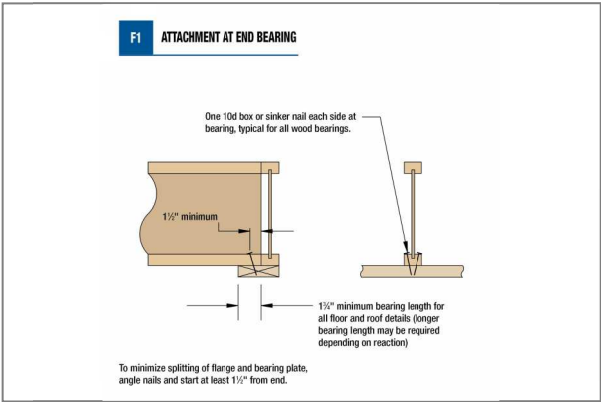 F1 ATTACHMENT AT END BEARING
One 10d box or sinker nail each side at
bearing, typical for all wood bearings.
1½" minimum
1¾" minimum bearing length for
all floor and roof details (longer
bearing length may be required
depending on reaction)
To minimize splitting of flarge and bearing plate,
angle nails and start at least 1½" from end.